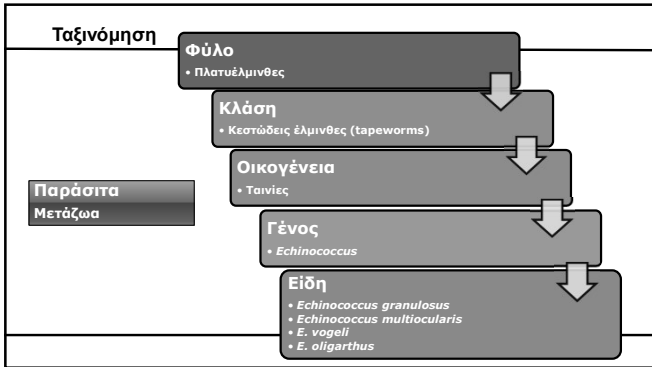 Ταξινόμηση
Φύλο
• Πλατυέλμινθες
Κλάση
• Κεστώδεις έλμινθες (tapeworms)
Οικογένεια
• Ταινίες
Παράσιτα
Μετάζωα
Γένος
• Echinococcus
Είδη
• Echinococcus granulosus
• Echinococcus multiocularis
• E. vogeli
• E. oligarthus